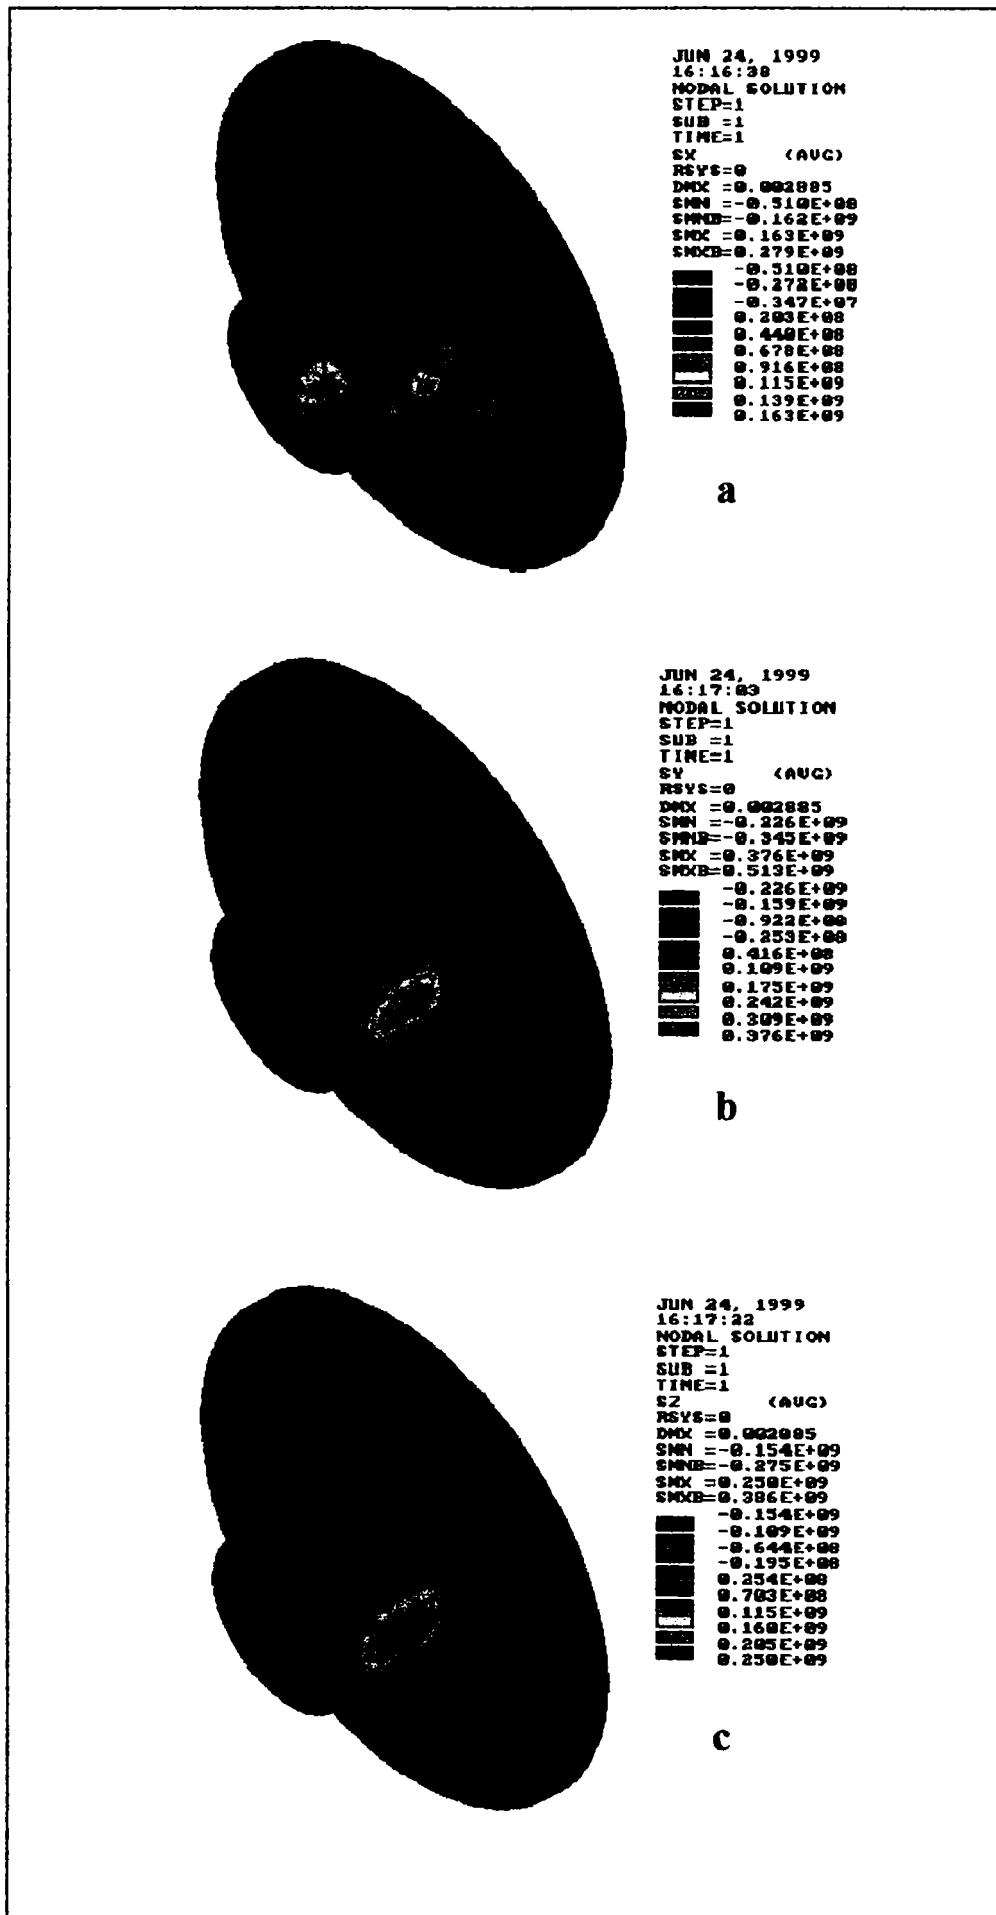 JUN 24, 1999
16:16:38
NODAL SOLUTION
STEP=1
SUB =1
TIME=1
SX (AVG)
RSYS=0
DMX =0.002885
SMN =-0.510E+08
SMNB=-0.162E+09
SMX =0.163E+09
SMXB=0.279E+09
-0.510E+08
-0.272E+08
-0.347E+07
0.203E+08
0.440E+08
0.678E+08
0.916E+08
0.115E+09
0.139E+09
0.163E+09
a
JUN 24, 1999
16:17:03
NODAL SOLUTION
STEP=1
SUB =1
TIME=1
SY (AVG)
RSYS=0
DMX =0.002885
SMN =-0.226E+09
SMNB=-0.345E+09
SMX =0.376E+09
SMXB=0.513E+09
-0.226E+09
-0.159E+09
-0.922E+08
-0.253E+08
0.416E+08
0.109E+09
0.175E+09
0.242E+09
0.309E+09
0.376E+09
b
JUN 24, 1999
16:17:22
NODAL SOLUTION
STEP=1
SUB =1
TIME=1
SZ (AVG)
RSYS=0
DMX =0.002885
SMN =-0.154E+09
SMNB=-0.275E+09
SMX =0.250E+09
SMXB=0.386E+09
-0.154E+09
-0.109E+09
-0.644E+08
-0.195E+08
0.254E+08
0.703E+08
0.115E+09
0.160E+09
0.205E+09
0.250E+09
c